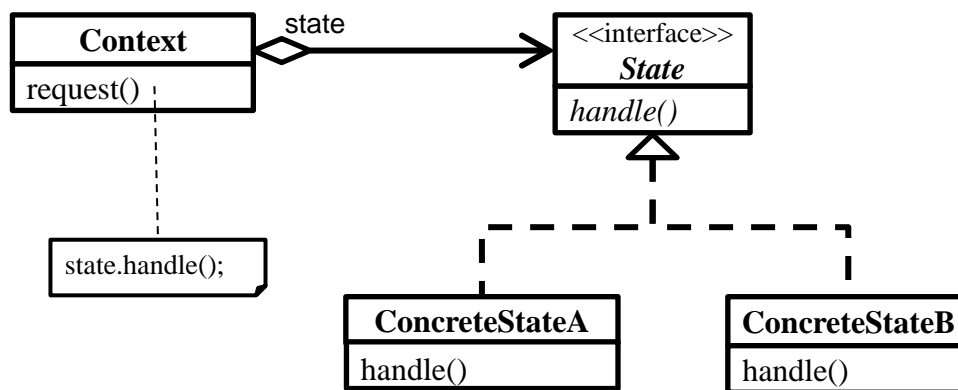 Context
request()
state
<<interface>>
State
handle()
state.handle();
ConcreteStateA
handle()
ConcreteStateB
handle()